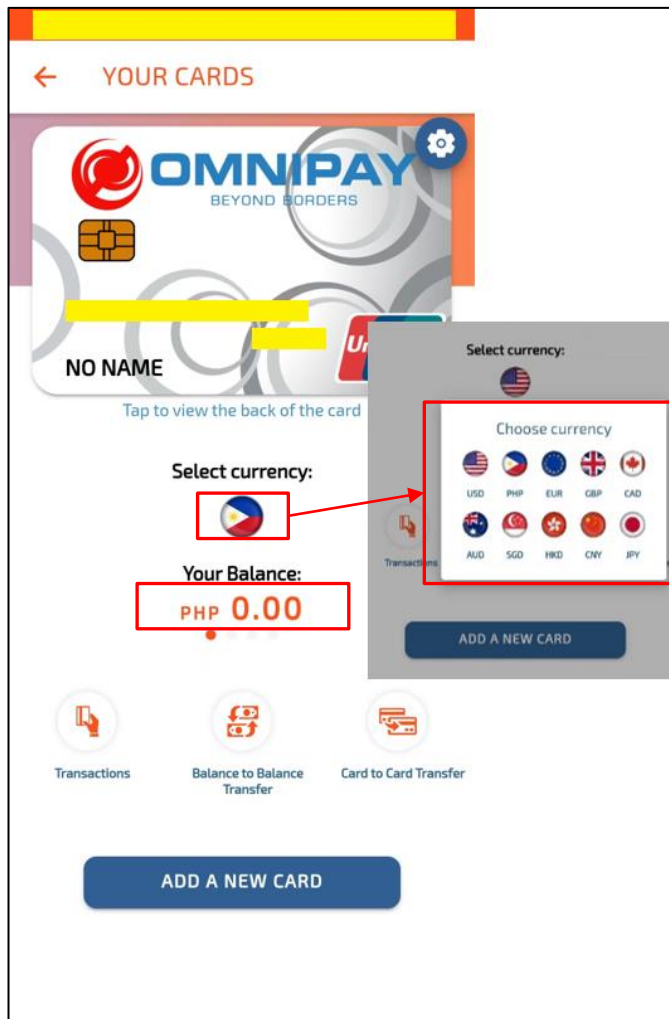 YOUR CARDS
OMNIPAY
BEYOND BORDERS
NO NAME
Tap to view the back of the card
Select currency:
Your Balance:
PHP 0.00
Transactions
Balance to Balance
Transfer
Card to Card Transfer
ADD A NEW CARD
Select currency:
Choose currency
USD PHP EUR GBP CAD
AUD SGD HKD CNY JPY
Transactions
ADD A NEW CARD